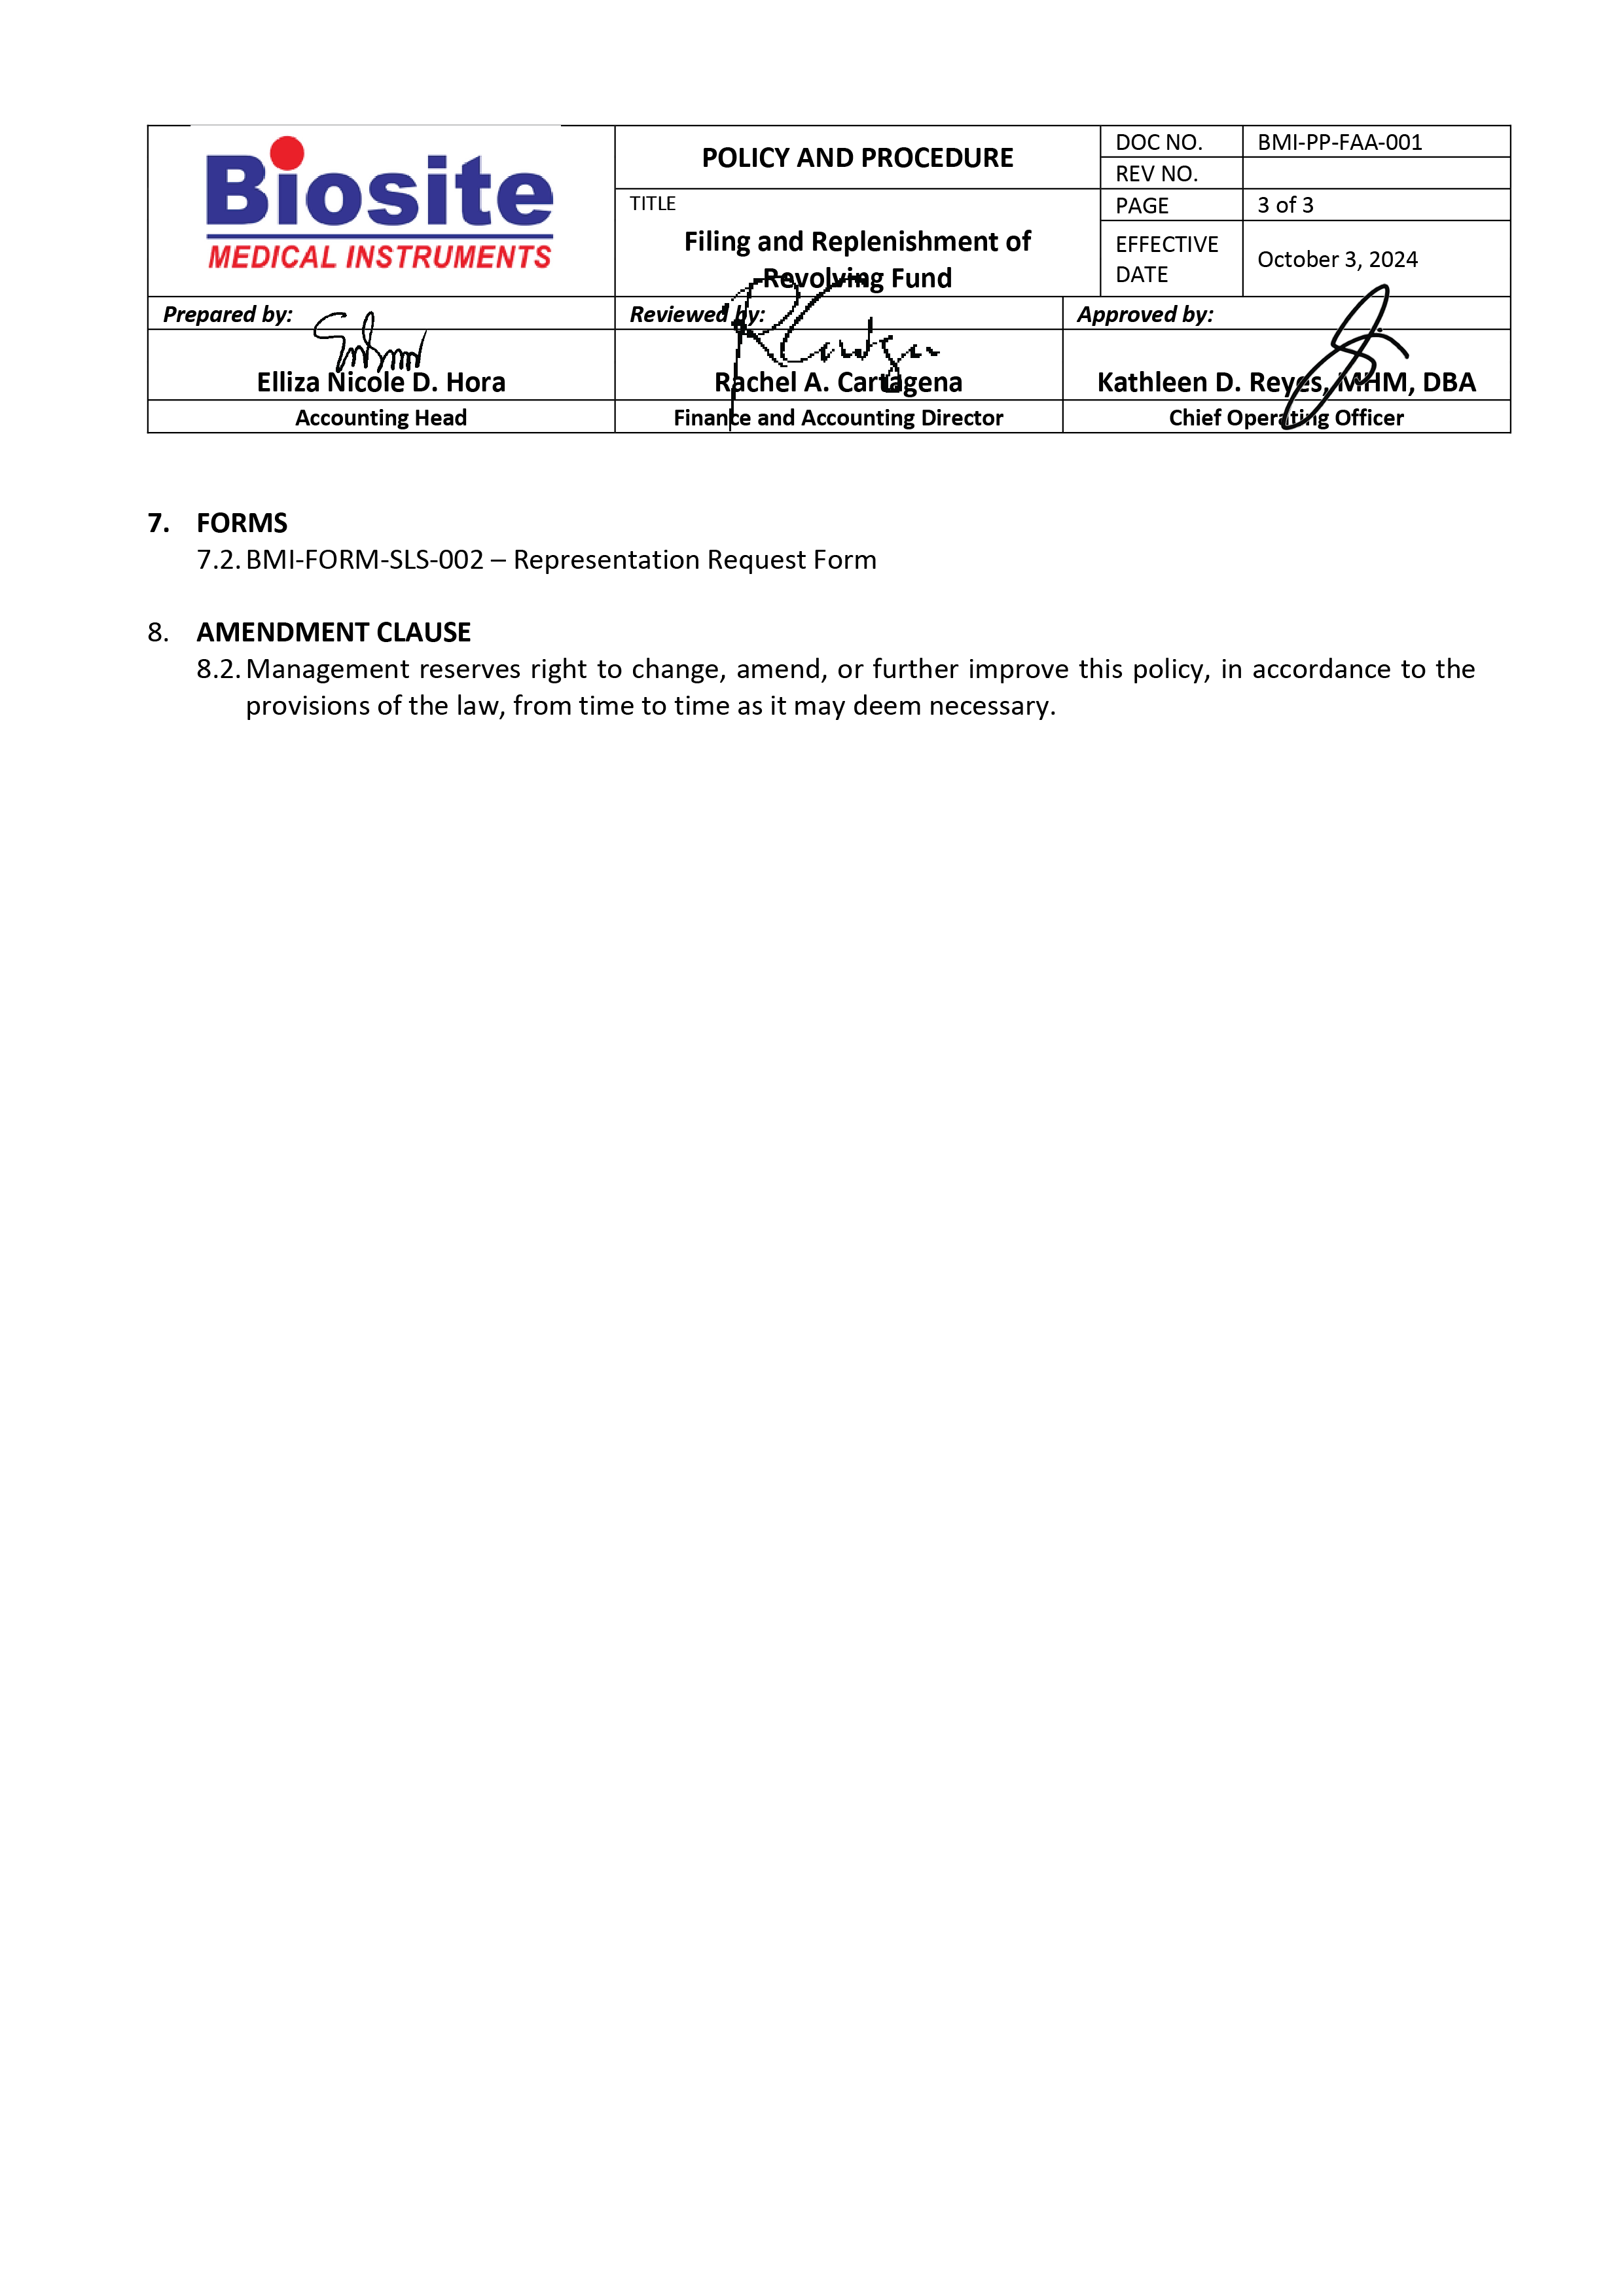 Biosite
MEDICAL INSTRUMENTS
POLICY AND PROCEDURE
DOC NO. BMI-PP-FAA-001
REV NO.
TITLE
Filing and Replenishment of
Revolving Fund
PAGE 3 of 3
EFFECTIVE
DATE
October 3, 2024
Prepared by: Reviewed by: Approved by:
Elliza Nicole D. Hora Rachel A. Cartagena Kathleen D. Reyes, MHM, DBA
Accounting Head Finance and Accounting Director Chief Operating Officer
7. FORMS
7.2. BMI-FORM-SLS-002 – Representation Request Form
8. AMENDMENT CLAUSE
8.2. Management reserves right to change, amend, or further improve this policy, in accordance to the
provisions of the law, from time to time as it may deem necessary.